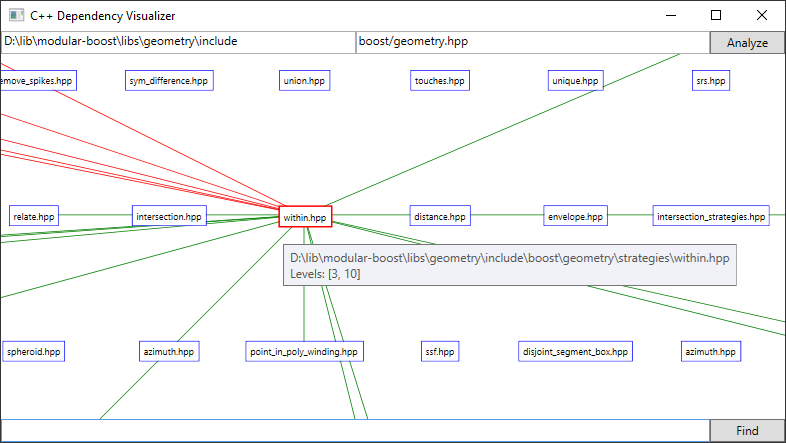 C++ Dependency Visualizer
D:\lib\modular-boost\libs\geometry\include boost/geometry.hpp Analyze
emove_spikes.hpp sym_difference.hpp union.hpp touches.hpp unique.hpp srs.hpp
relate.hpp intersection.hpp within.hpp distance.hpp envelope.hpp intersection_strategies.hpp
D:\lib\modular-boost\libs\geometry\include\boost\geometry\strategies\within.hpp
Levels: [3, 10]
spheroid.hpp azimuth.hpp point_in_poly_winding.hpp ssf.hpp disjoint_segment_box.hpp azimuth.hpp
Find